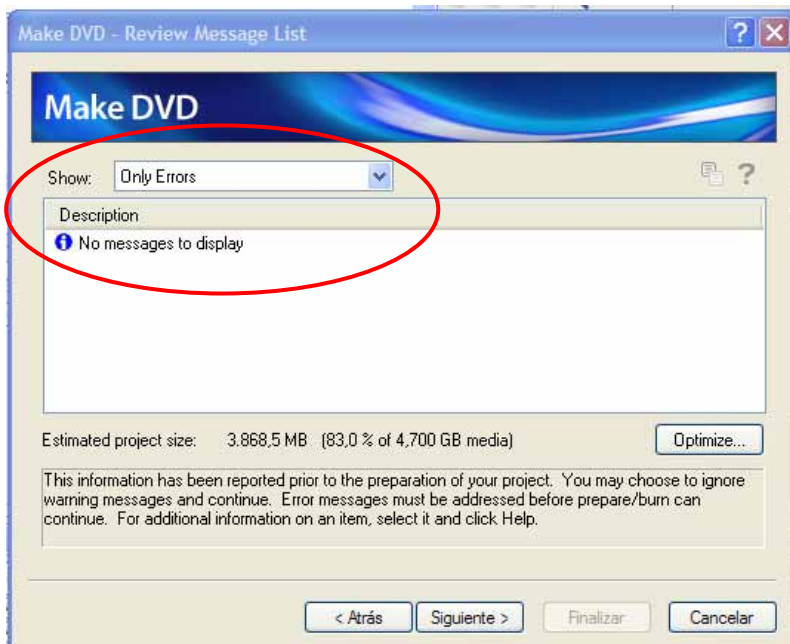 Make DVD - Review Message List
Make DVD
Show: Only Errors
Description
No messages to display
Estimated project size: 3.868,5 MB (83,0 % of 4,700 GB media) Optimize...
This information has been reported prior to the preparation of your project. You may choose to ignore
warning messages and continue. Error messages must be addressed before prepare/burn can
continue. For additional information on an item, select it and click Help.
< Atrás Siguiente > Finalizar Cancelar